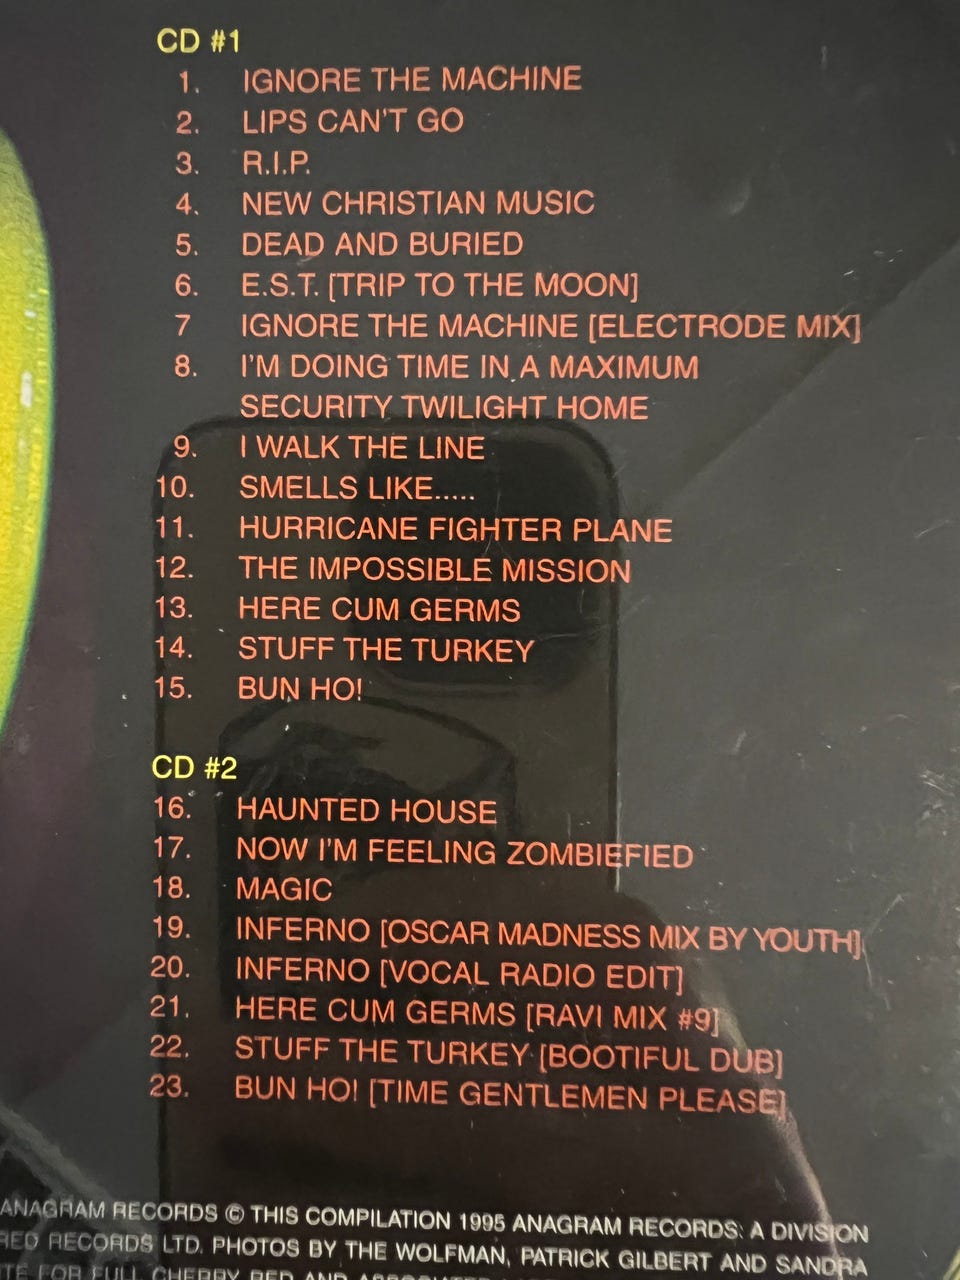 CD #1
1. IGNORE THE MACHINE
2. LIPS CAN'T GO
3. R.I.P.
4. NEW CHRISTIAN MUSIC
5. DEAD AND BURIED
6. E.S.T. [TRIP TO THE MOON]
7 IGNORE THE MACHINE [ELECTRODE MIX]
8. I'M DOING TIME IN A MAXIMUM
SECURITY TWILIGHT HOME
9. I WALK THE LINE
10. SMELLS LIKE.....
11. HURRICANE FIGHTER PLANE
12. THE IMPOSSIBLE MISSION
13. HERE CUM GERMS
14. STUFF THE TURKEY
15. BUN HO!
CD #2
16. HAUNTED HOUSE
17. NOW I'M FEELING ZOMBIEFIED
18. MAGIC
19. INFERNO [OSCAR MADNESS MIX BY YOUTH]
20. INFERNO [VOCAL RADIO EDIT]
21. HERE CUM GERMS [RAVI MIX #9]
22. STUFF THE TURKEY [BOOTIFUL DUB]
23. BUN HO! [TIME GENTLEMEN PLEASE]
ANAGRAM RECORDS © THIS COMPILATION 1995 ANAGRAM RECORDS: A DIVISION
RED RECORDS LTD. PHOTOS BY THE WOLFMAN, PATRICK GILBERT AND SANDRA
FOR FULL CHERRY RED AND